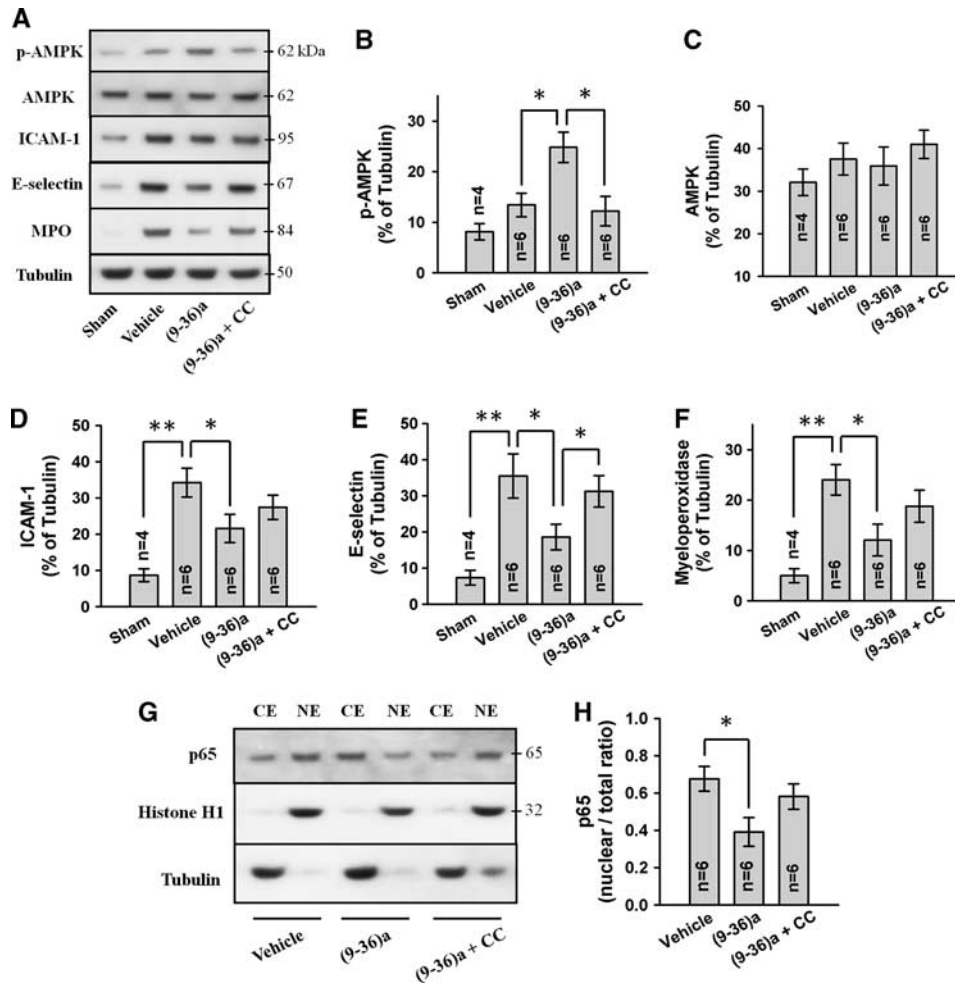 A
p-AMPK
62 kDa
AMPK
62
ICAM-1
95
E-selectin
67
MPO
84
Tubulin
50
Sham
Vehicle
(9-36)a
(9-36)a + CC
B
p-AMPK
(% of Tubulin)
30
20
10
0
*
*
n=4
n=6
n=6
n=6
Sham
Vehicle
(9-36)a
(9-36)a + CC
C
AMPK
(% of Tubulin)
50
40
30
20
10
n=4
n=6
n=6
n=6
Sham
Vehicle
(9-36)a
(9-36)a + CC
D
ICAM-1
(% of Tubulin)
50
40
30
20
10
0
**
*
n=4
n=6
n=6
n=6
Sham
Vehicle
(9-36)a
(9-36)a + CC
E
E-selectin
(% of Tubulin)
50
40
30
20
10
0
**
*
*
n=4
n=6
n=6
n=6
Sham
Vehicle
(9-36)a
(9-36)a + CC
F
Myeloperoxidase
(% of Tubulin)
30
20
10
0
**
*
n=4
n=6
n=6
n=6
Sham
Vehicle
(9-36)a
(9-36)a + CC
G
CE NE CE NE CE NE
p65
65
Histone H1
32
Tubulin
Vehicle
(9-36)a
(9-36)a + CC
H
p65
(nuclear / total ratio)
1.0
0.8
0.6
0.4
0.2
0.0
*
n=6
n=6
n=6
Vehicle
(9-36)a
(9-36)a + CC